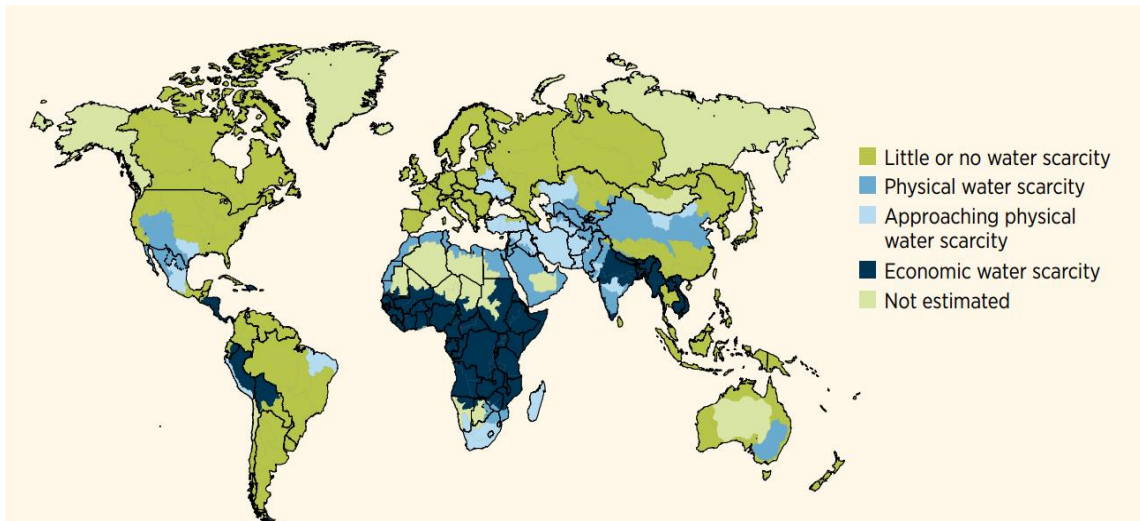 Little or no water scarcity
Physical water scarcity
Approaching physical
water scarcity
Economic water scarcity
Not estimated